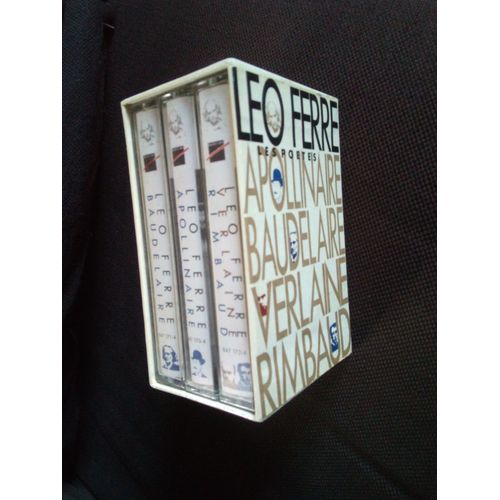 LEO FERRE
LES POETES
APOLLINAIRE
BAUDELAIRE
VERLAINE
RIMBAUD
LEO FERRE
BAUDELAIRE
LEO FERRE
APOLLINAIRE
LEO FERRE
VERLAINE
RIMBAUD